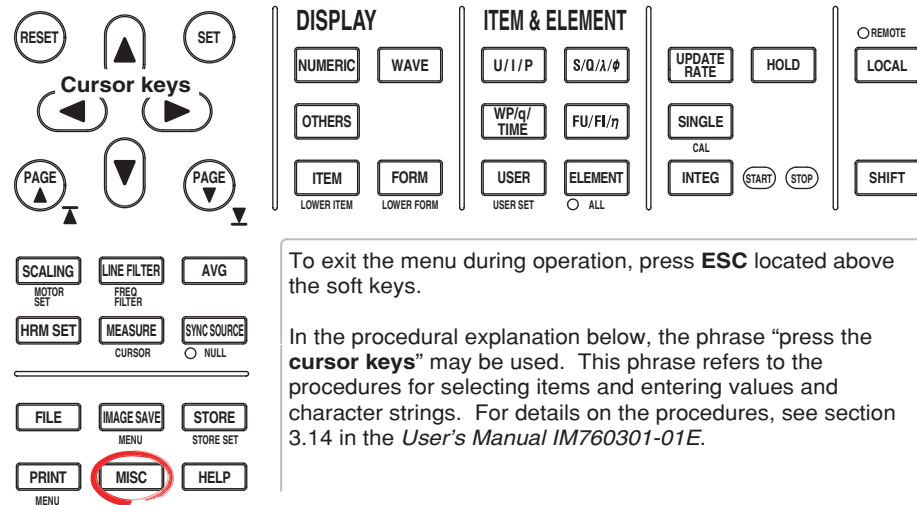 RESET
SET
Cursor keys
PAGE
PAGE
DISPLAY
NUMERIC WAVE
OTHERS
ITEM FORM
LOWER ITEM LOWER FORM
ITEM & ELEMENT
U/I/P S/Q/λ/ø
WP/q/
TIME
FU/FI/η
USER ELEMENT
USER SET ALL
UPDATE
RATE
HOLD
SINGLE
CAL
INTEG START STOP
REMOTE
LOCAL
SHIFT
SCALING LINE FILTER AVG
MOTOR
SET
FREQ
FILTER
HRM SET MEASURE SYNC SOURCE
CURSOR NULL
FILE IMAGE SAVE STORE
MENU STORE SET
PRINT MISC HELP
MENU
To exit the menu during operation, press ESC located above
the soft keys.
In the procedural explanation below, the phrase “press the
cursor keys” may be used. This phrase refers to the
procedures for selecting items and entering values and
character strings. For details on the procedures, see section
3.14 in the User’s Manual IM760301-01E.